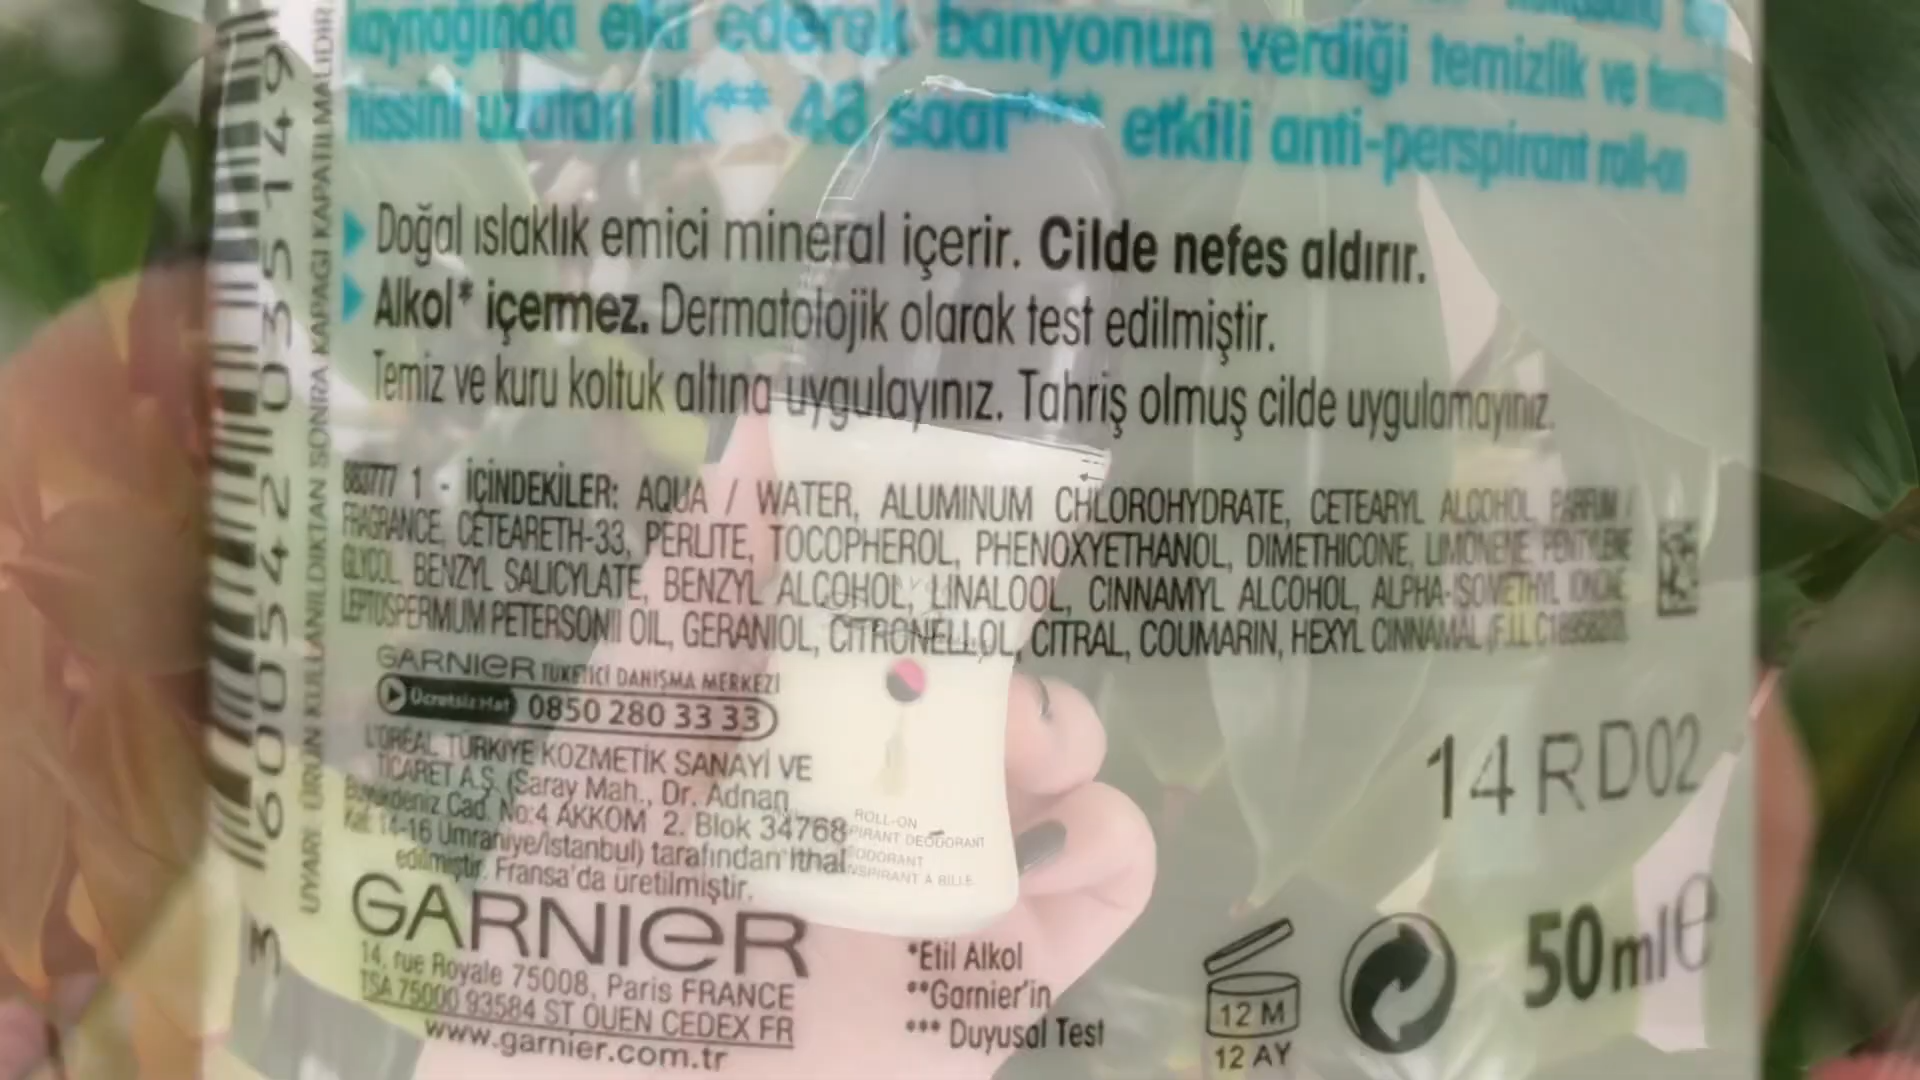 kaynağında etki ederek banyonun verdiği temizlik ve
hissini uzatan ilk** 48 saat*** etkili anti-perspirant roll-on
Doğal ıslaklık emici mineral içerir. Cilde nefes aldırır.
Alkol* içermez. Dermatolojik olarak test edilmiştir.
Temiz ve kuru koltuk altına uygulayınız. Tahriş olmuş cilde uygulamayınız.
883777 1 - İÇİNDEKİLER: AQUA / WATER, ALUMINUM CHLOROHYDRATE, CETEARYL ALCOHOL, PARFUM /
FRAGRANCE, CETEARETH-33, PERLITE, TOCOPHEROL, PHENOXYETHANOL, DIMETHICONE, LIMONENE, PENTYLENE
GLYCOL, BENZYL SALICYLATE, BENZYL ALCOHOL, LINALOOL, CINNAMYL ALCOHOL, ALPHA-ISOMETHYL IONONE,
LEPTOSPERMUM PETERSONII OIL, GERANIOL, CITRONELLOL, CITRAL, COUMARIN, HEXYL CINNAMAL (F.I.L.
GARNIER TÜKETİCİ DANIŞMA MERKEZİ
Ücretsiz Hat 0850 280 33 33
L'ORÉAL TÜRKİYE KOZMETİK SANAYİ VE
TİCARET A.Ş. (Saray Mah., Dr. Adnan
Büyükdeniz Cad. No:4 AKKOM 2. Blok 34768
Kat: 14-16 Ümraniye/İstanbul) tarafından ithal
edilmiştir. Fransa'da üretilmiştir.
GARNIER
14, rue Royale 75008, Paris FRANCE
TSA 75000 93584 ST OUEN CEDEX FR
www.garnier.com.tr
*Etil Alkol
**Garnier'in
*** Duyusal Test
14RD02
12 M
12 AY
50 ml e
UYARI: ÜRÜN KULLANILDIKTAN SONRA KAPAĞI KAPATILMALIDIR
3 600542 035149
ROLL-ON
PIRANT DEODORANT
ODORANT
NSPIRANT À BILLE